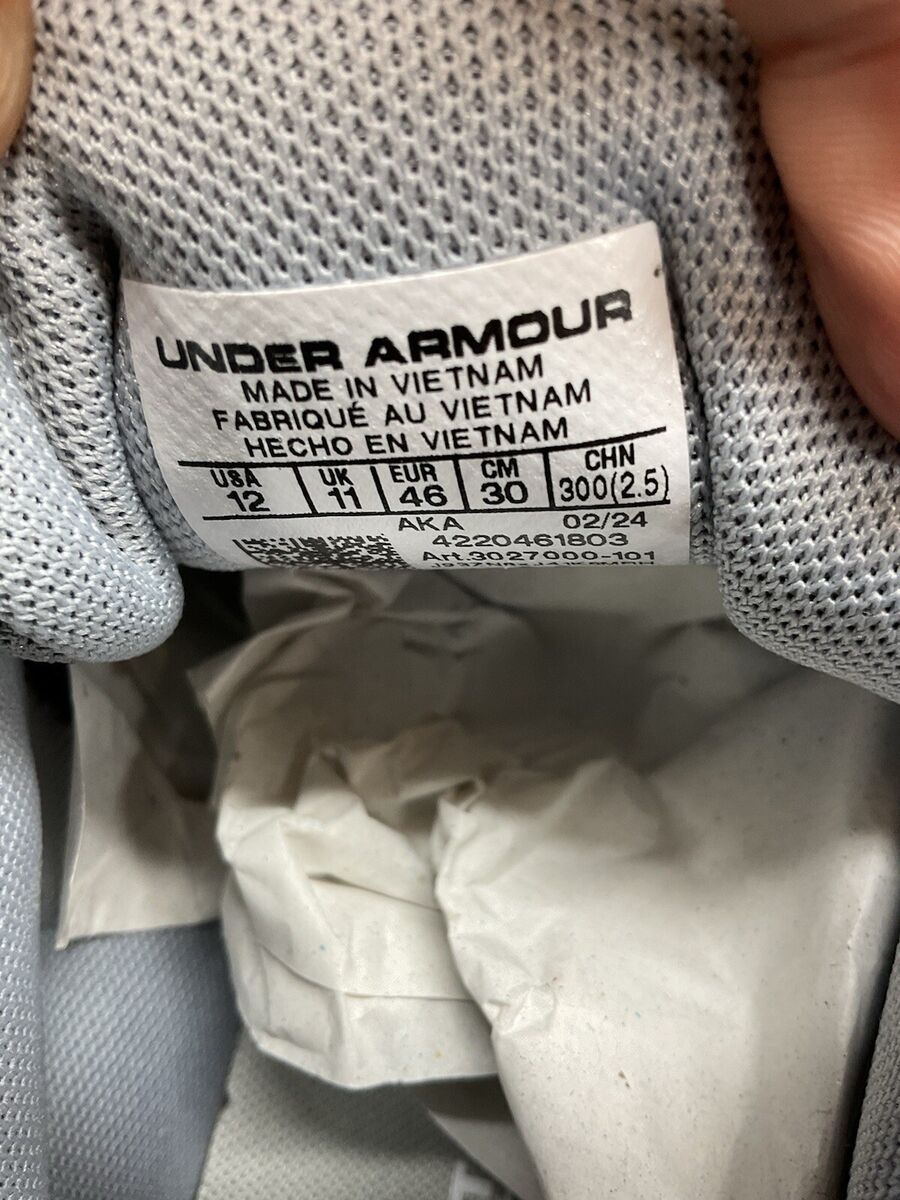 UNDER ARMOUR
MADE IN VIETNAM
FABRIQUÉ AU VIETNAM
HECHO EN VIETNAM
USA UK EUR CM CHN
12 11 46 30 300(2.5)
AKA 02/24
4220461803
Art.3027000-101